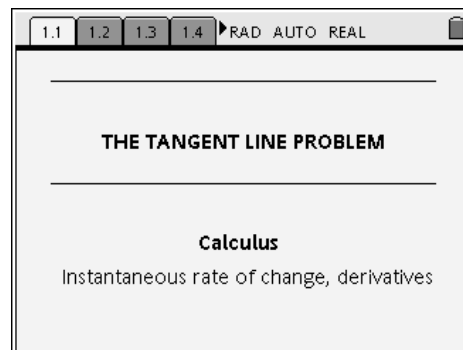 1.1 1.2 1.3 1.4 RAD AUTO REAL
THE TANGENT LINE PROBLEM
Calculus
Instantaneous rate of change, derivatives